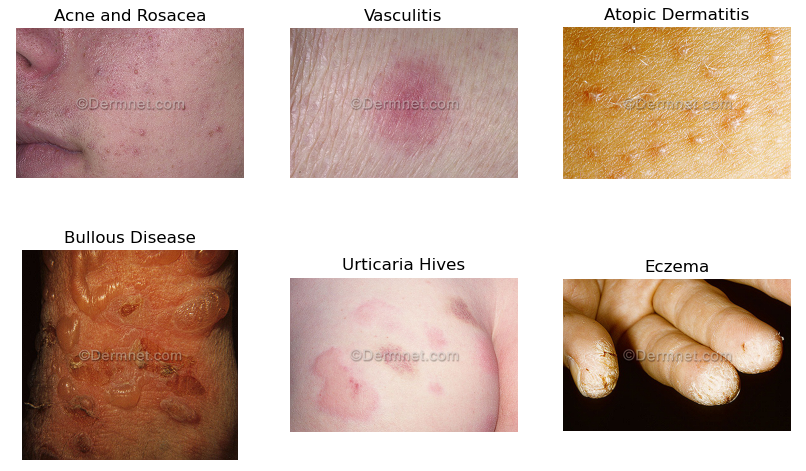 Acne and Rosacea
Vasculitis
Atopic Dermatitis
©Dermnet.com
©Dermnet.com
©Dermnet.com
Bullous Disease
Urticaria Hives
Eczema
©Dermnet.com
©Dermnet.com
©Dermnet.com